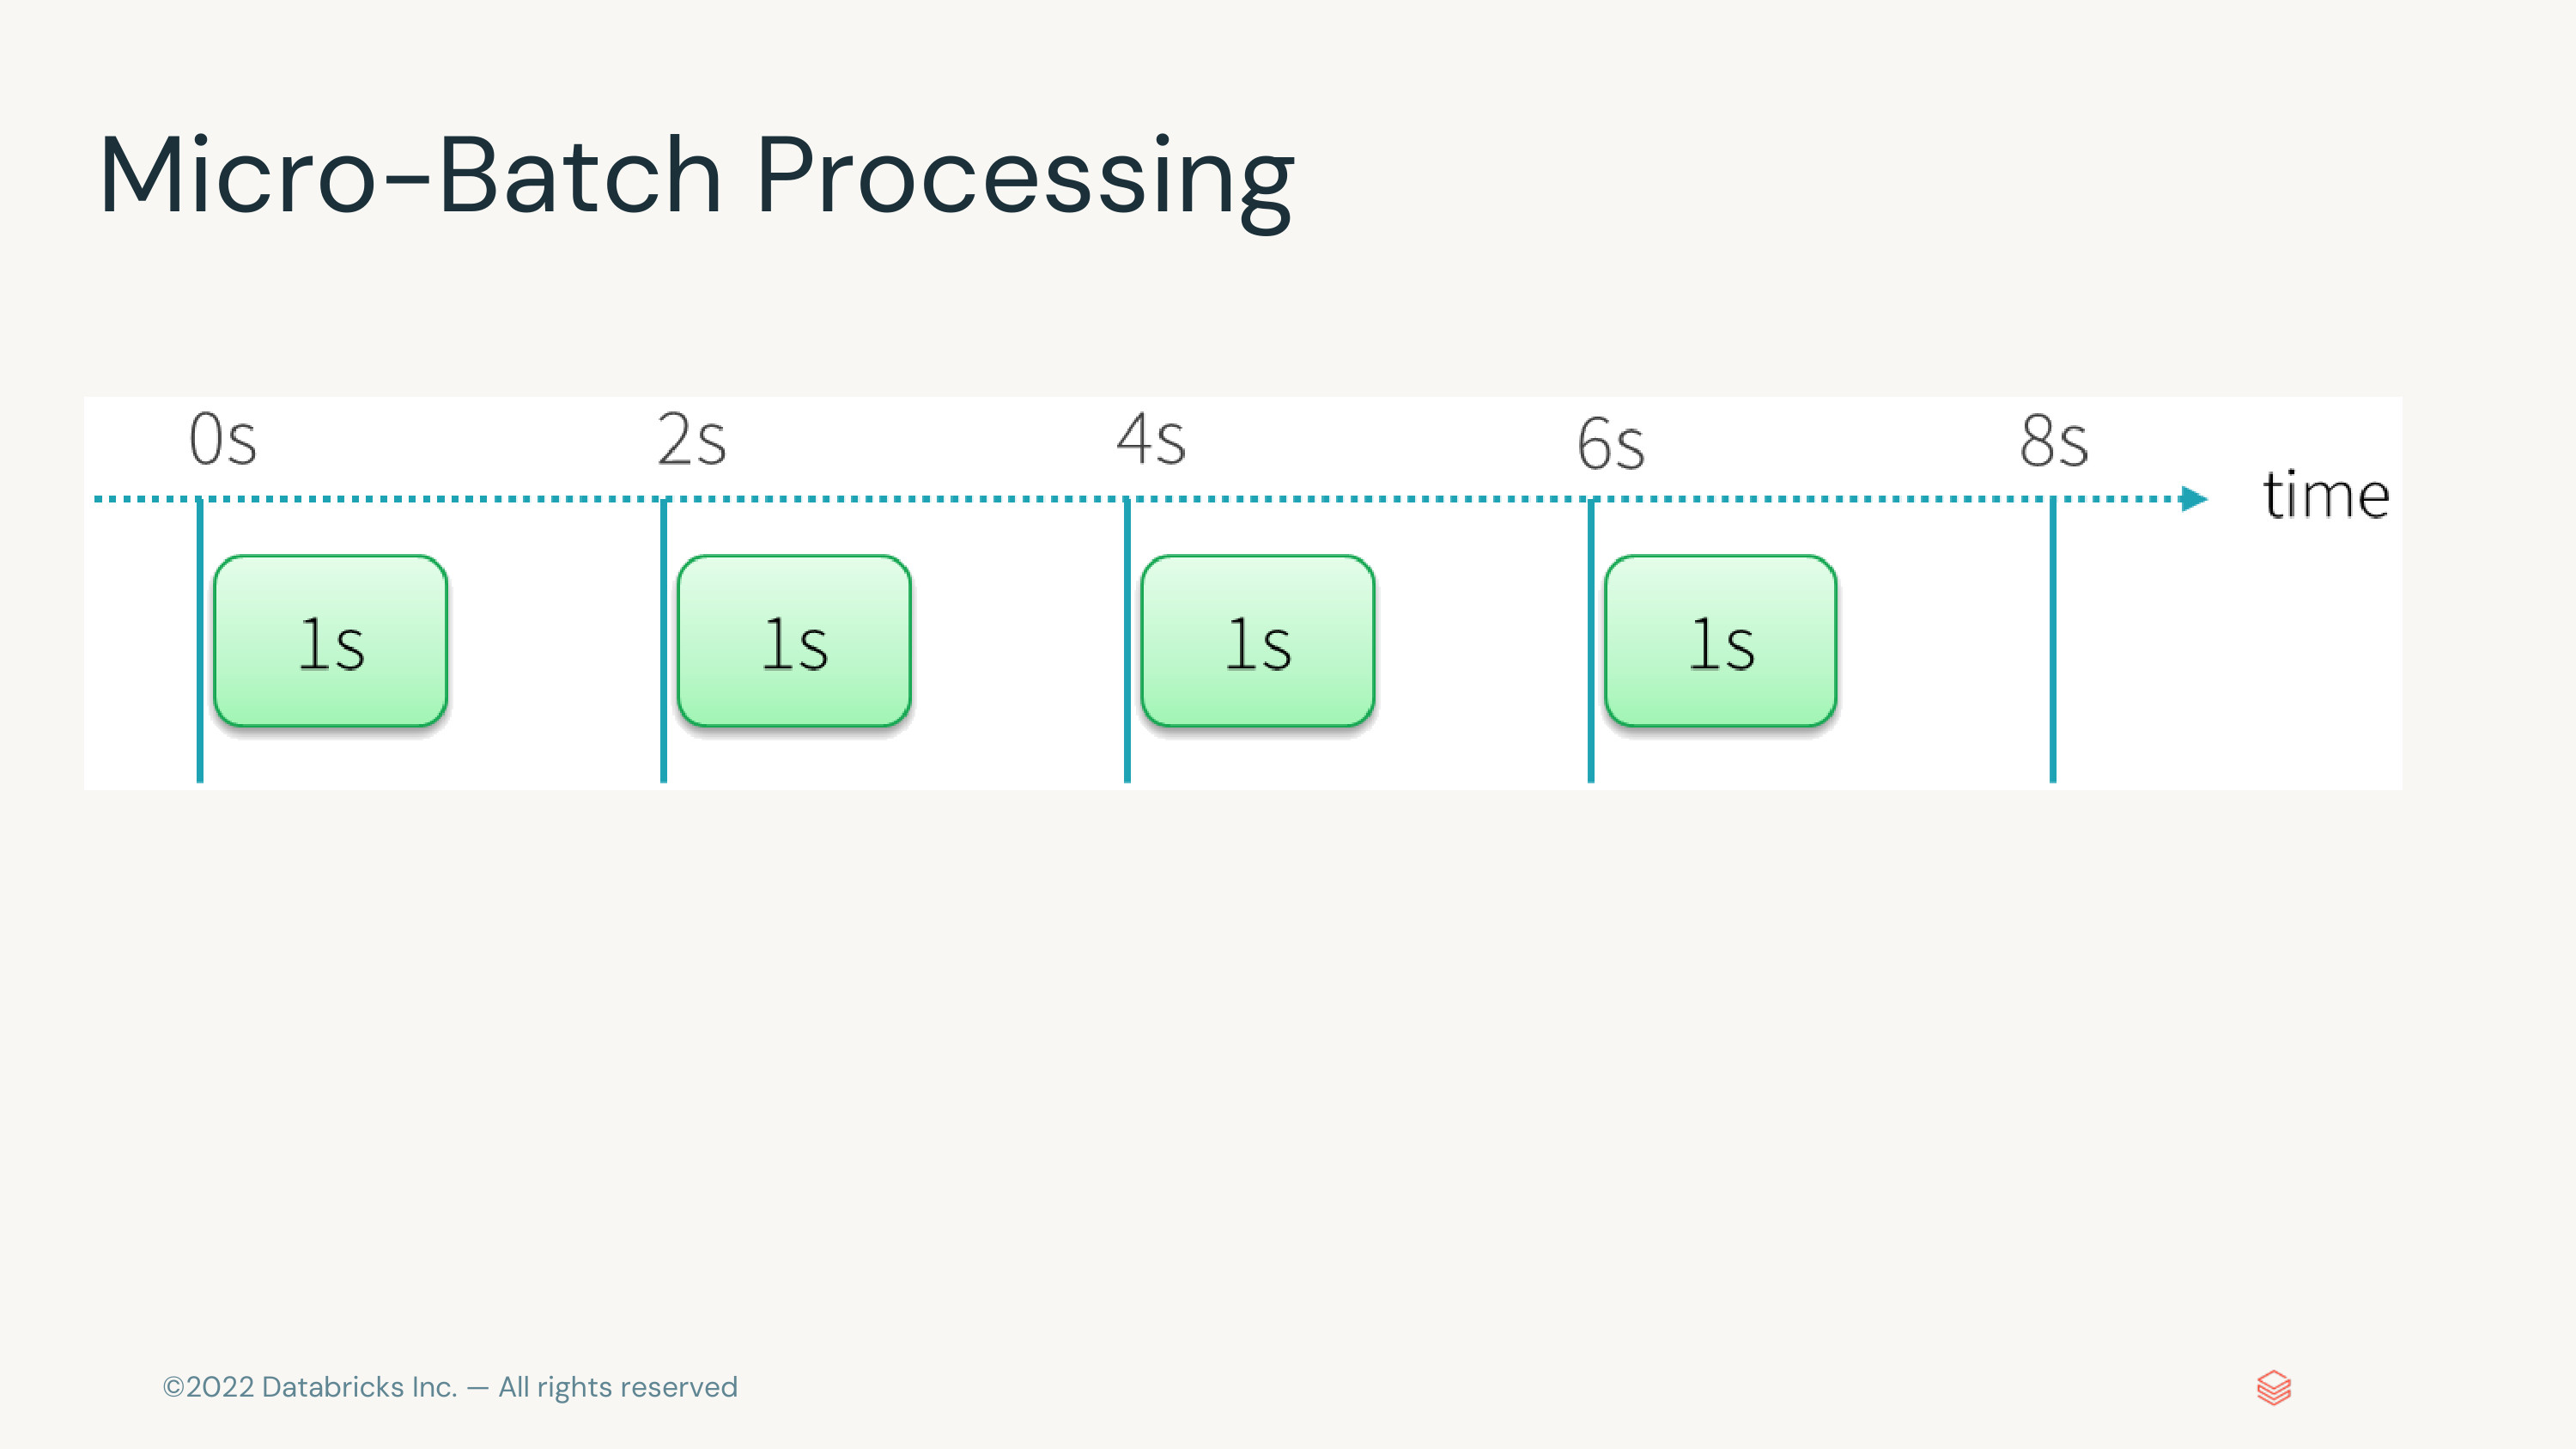 Micro-Batch Processing
0s 2s 4s 6s 8s
time
1s 1s 1s 1s
©2022 Databricks Inc. — All rights reserved